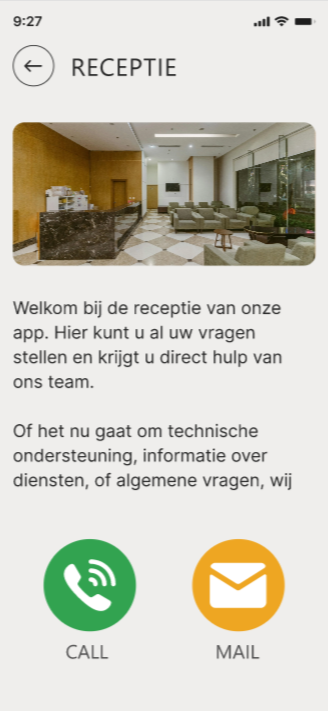 9:27
RECEPTIE
Welkom bij de receptie van onze
app. Hier kunt u al uw vragen
stellen en krijgt u direct hulp van
ons team.
Of het nu gaat om technische
ondersteuning, informatie over
diensten, of algemene vragen, wij
CALL
MAIL